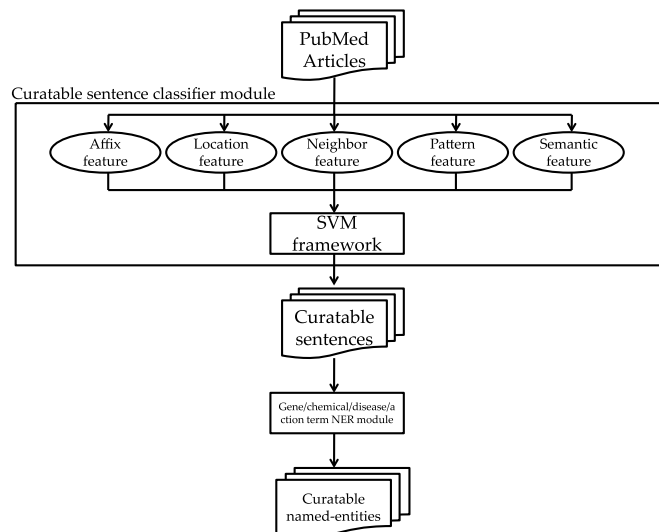 PubMed
Articles
Curatable sentence classifier module
Affix
feature
Location
feature
Neighbor
feature
Pattern
feature
Semantic
feature
SVM
framework
Curatable
sentences
Gene/chemical/disease/a
ction term NER module
Curatable
named-entities